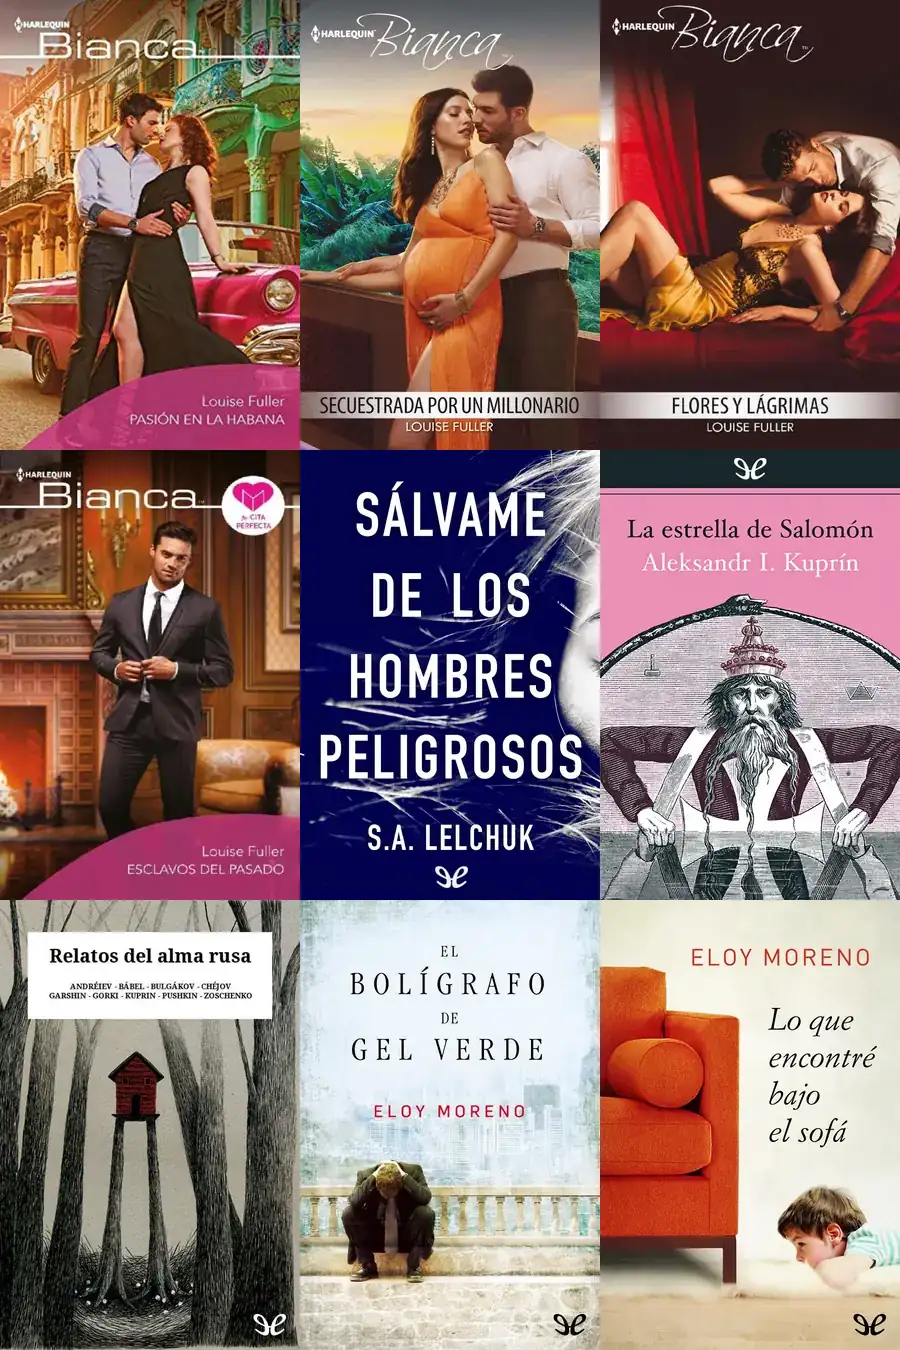 HARLEQUIN
Bianca
Louise Fuller
PASIÓN EN LA HABANA
HARLEQUIN
Bianca
SECUESTRADA POR UN MILLONARIO
LOUISE FULLER
HARLEQUIN
Bianca
FLORES Y LÁGRIMAS
LOUISE FULLER
HARLEQUIN
Bianca
tu CITA
PERFECTA
Louise Fuller
ESCLAVOS DEL PASADO
SÁLVAME
DE LOS
HOMBRES
PELIGROSOS
S.A. LELCHUK
La estrella de Salomón
Aleksandr I. Kuprín
Relatos del alma rusa
ANDRÉIEV - BÁBEL - BULGÁKOV - CHÉJOV
GARSHIN - GORKI - KUPRIN - PUSHKIN - ZOSCHENKO
EL
BOLÍGRAFO
DE
GEL VERDE
ELOY MORENO
ELOY MORENO
Lo que
encontré
bajo
el sofá